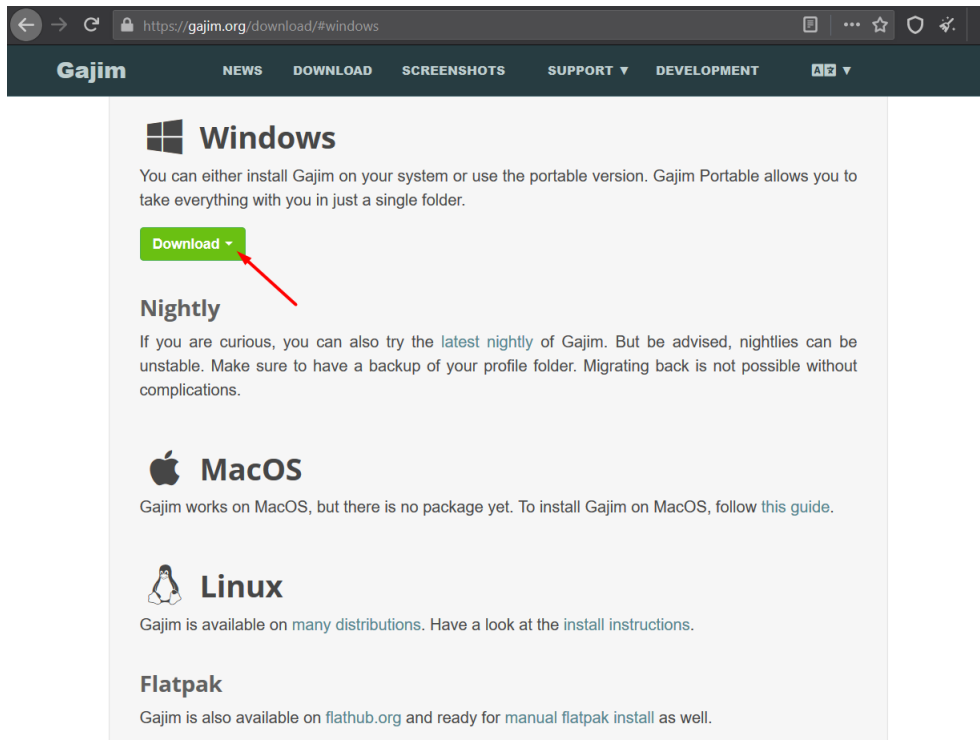 https://gajim.org/download/#windows
Gajim NEWS DOWNLOAD SCREENSHOTS SUPPORT ▼ DEVELOPMENT A文 ▼
Windows
You can either install Gajim on your system or use the portable version. Gajim Portable allows you to
take everything with you in just a single folder.
Download
Nightly
If you are curious, you can also try the latest nightly of Gajim. But be advised, nightlies can be
unstable. Make sure to have a backup of your profile folder. Migrating back is not possible without
complications.
MacOS
Gajim works on MacOS, but there is no package yet. To install Gajim on MacOS, follow this guide.
Linux
Gajim is available on many distributions. Have a look at the install instructions.
Flatpak
Gajim is also available on flathub.org and ready for manual flatpak install as well.